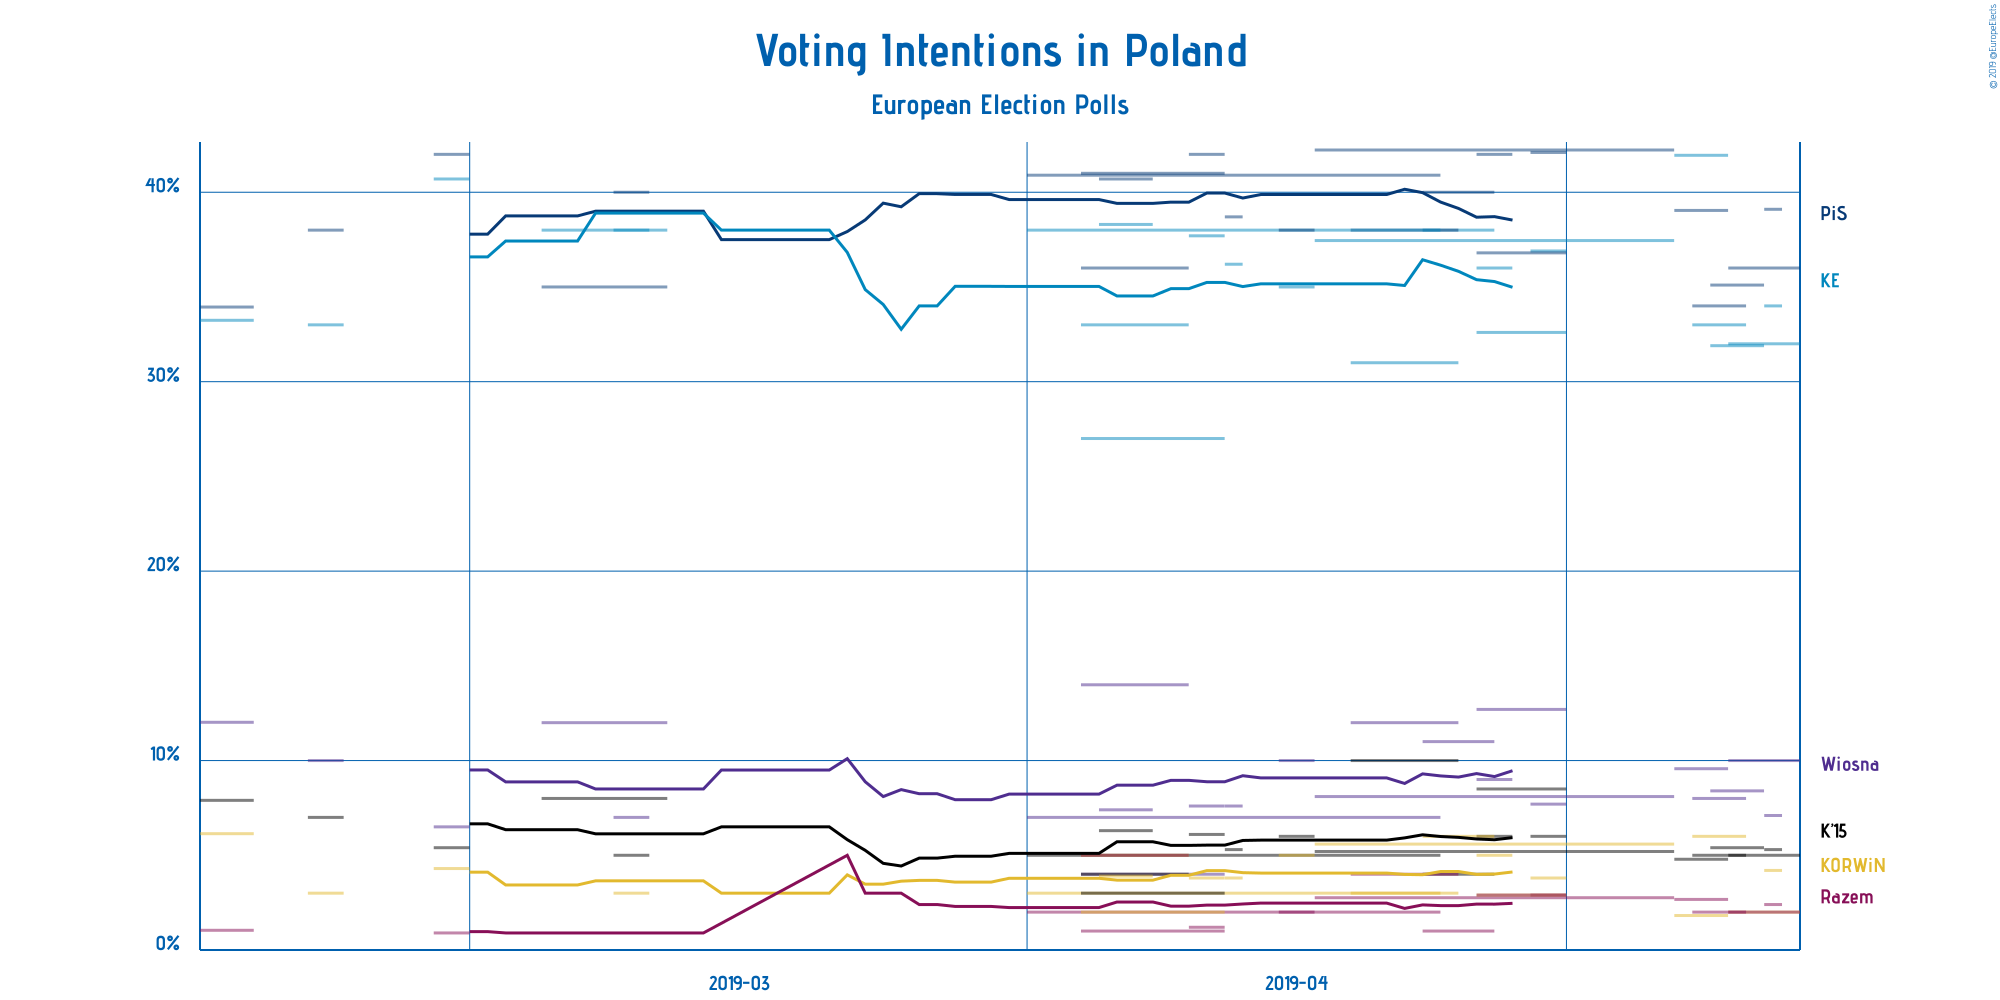 © 2019 @EuropeElects
Voting Intentions in Poland
European Election Polls
40%
30%
20%
10%
0%
PiS
KE
Wiosna
K'15
KORWiN
Razem
2019-03
2019-04